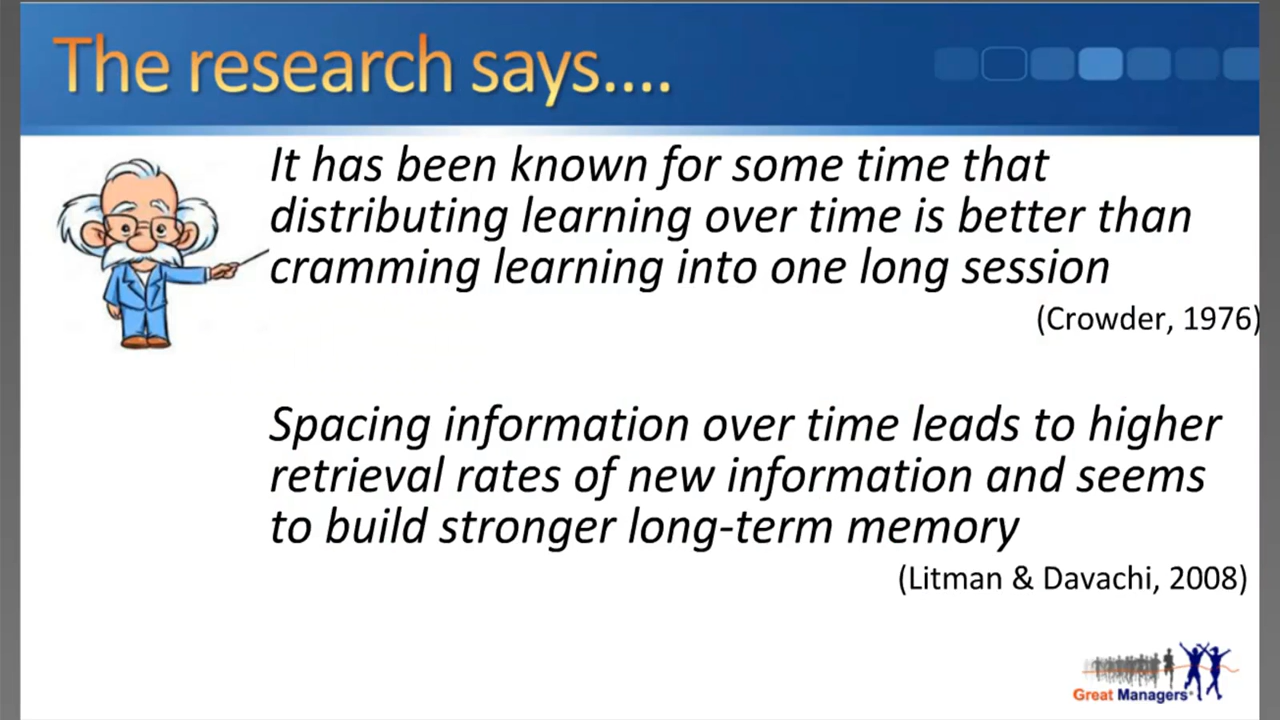 The research says....
It has been known for some time that
distributing learning over time is better than
cramming learning into one long session
(Crowder, 1976)
Spacing information over time leads to higher
retrieval rates of new information and seems
to build stronger long-term memory
(Litman & Davachi, 2008)
Great Managers®